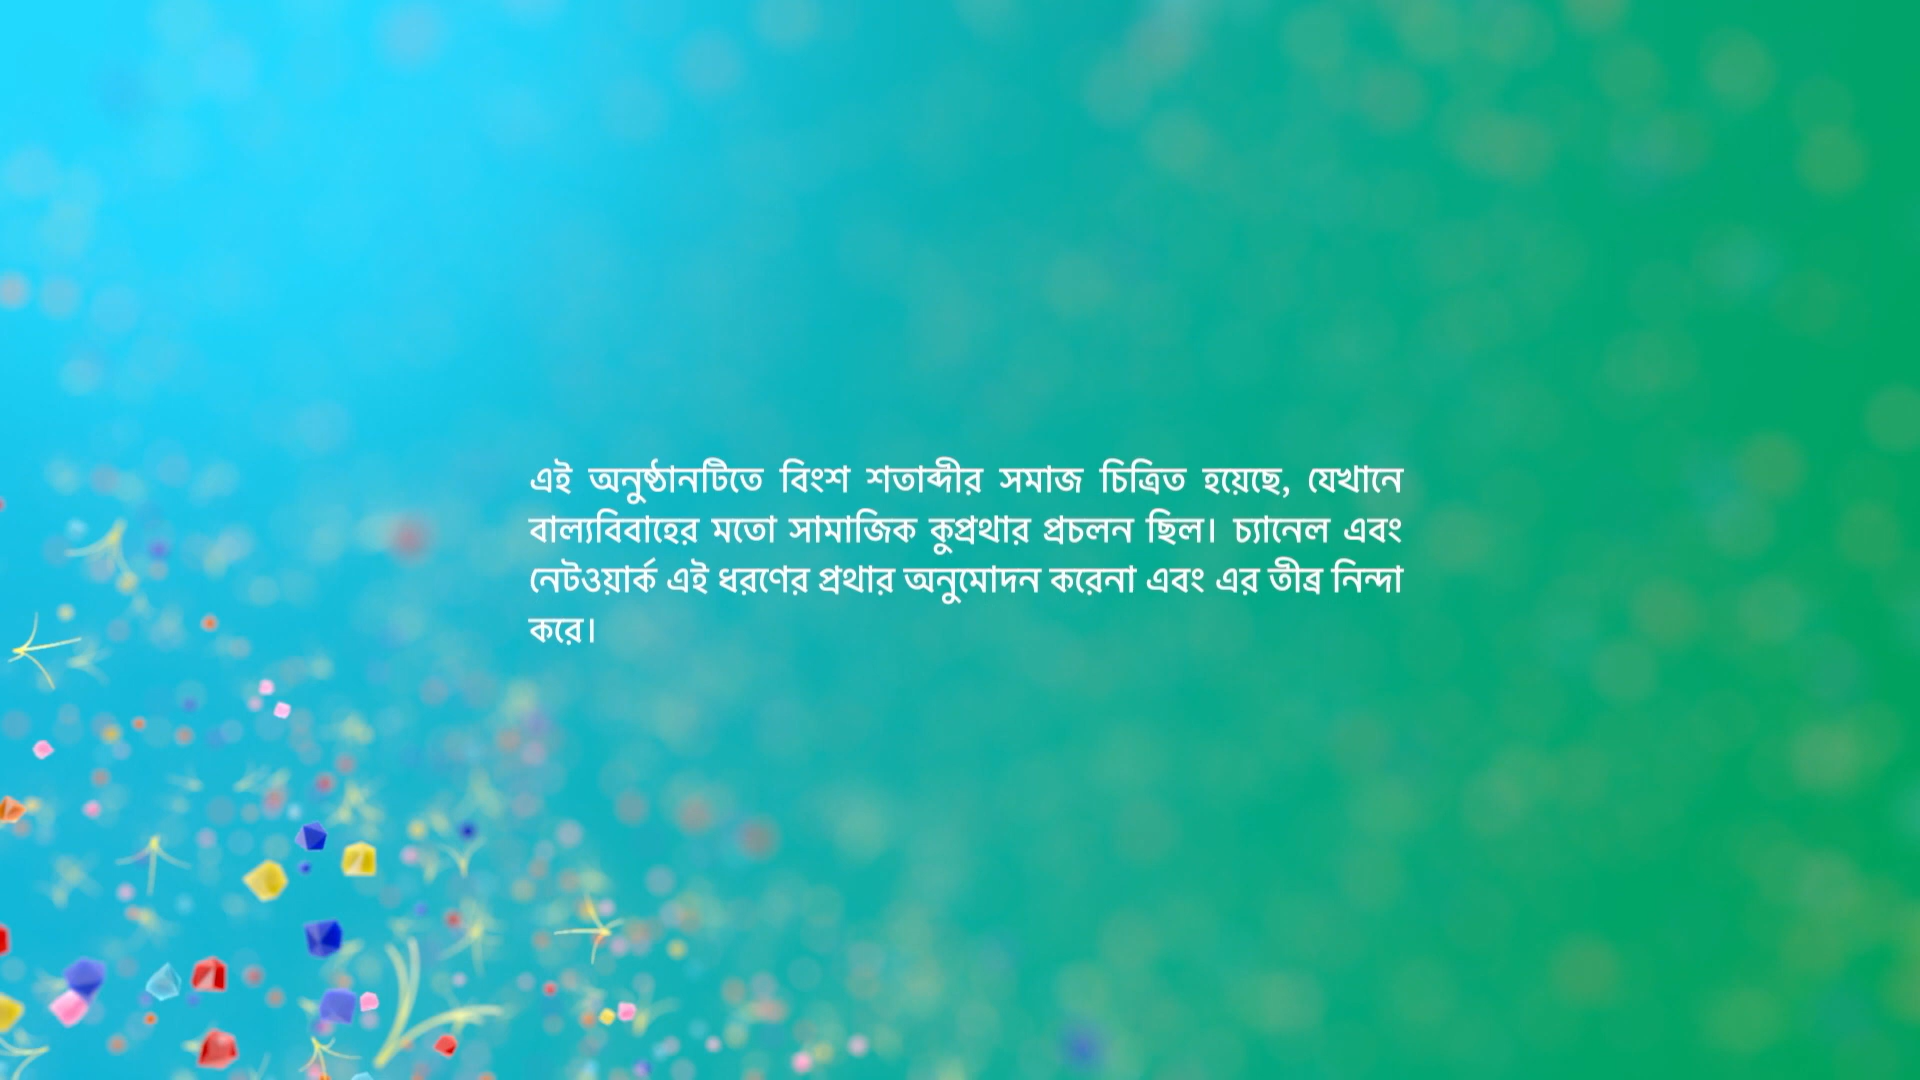 এই অনুষ্ঠানটিতে বিংশ শতাব্দীর সমাজ চিত্রিত হয়েছে, যেখানে
বাল্যবিবাহের মতো সামাজিক কুপ্রথার প্রচলন ছিল। চ্যানেল এবং
নেটওয়ার্ক এই ধরণের প্রথার অনুমোদন করেনা এবং এর তীব্র নিন্দা
করে।